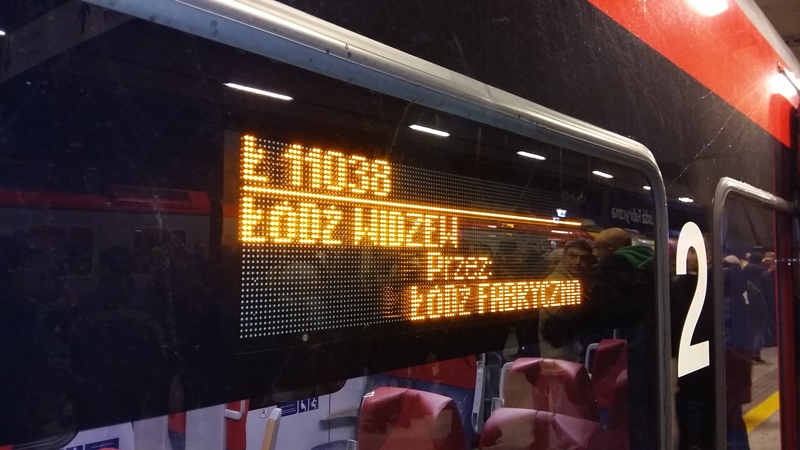 Ł 11038
ŁÓDŹ WIDZEW
Przez:
ŁÓDŹ FABRYCZNA
2